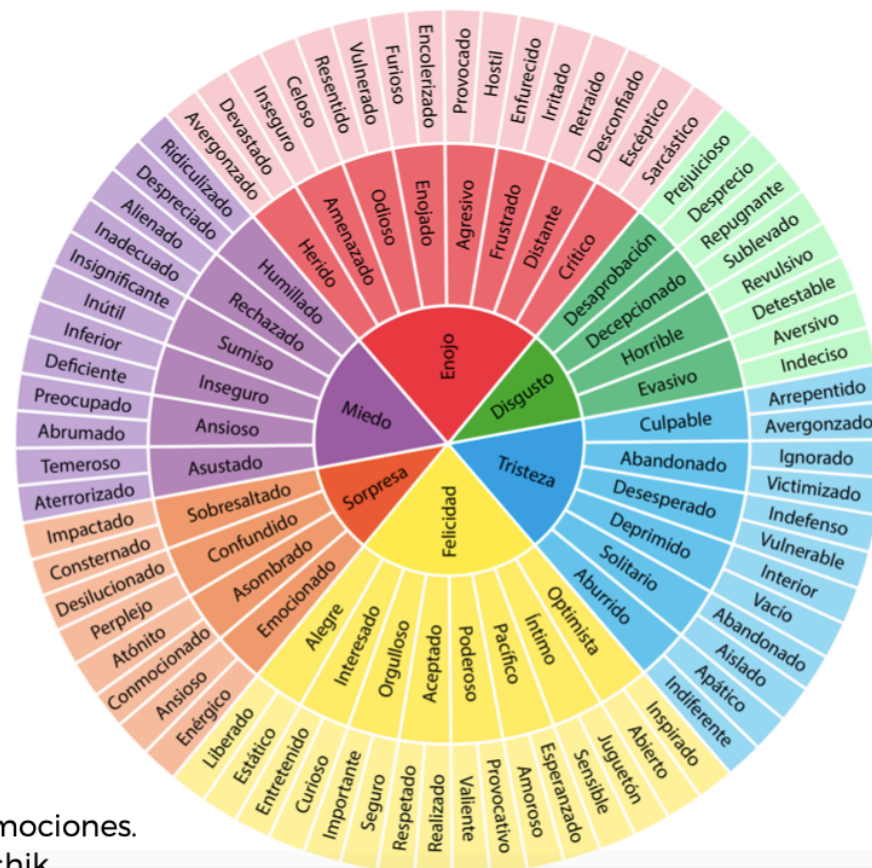 Enojo
Disgusto
Tristeza
Felicidad
Sorpresa
Miedo
Herido
Amenazado
Odioso
Enojado
Agresivo
Frustrado
Distante
Crítico
Desaprobación
Decepcionado
Horrible
Evasivo
Culpable
Abandonado
Desesperado
Deprimido
Solitario
Aburrido
Optimista
Íntimo
Pacífico
Poderoso
Aceptado
Orgulloso
Interesado
Alegre
Emocionado
Asombrado
Confundido
Sobresaltado
Asustado
Ansioso
Inseguro
Sumiso
Rechazado
Humillado
Avergonzado
Devastado
Inseguro
Celoso
Resentido
Vulnerado
Furioso
Encolerizado
Provocado
Hostil
Enfurecido
Irritado
Retraído
Desconfiado
Escéptico
Sarcástico
Prejuicioso
Desprecio
Repugnante
Sublevado
Revulsivo
Detestable
Aversivo
Indeciso
Arrepentido
Avergonzado
Ignorado
Victimizado
Indefenso
Vulnerable
Interior
Vacío
Abandonado
Aislado
Apático
Indiferente
Inspirado
Abierto
Juguetón
Sensible
Esperanzado
Amoroso
Provocativo
Valiente
Realizado
Respetado
Seguro
Importante
Curioso
Entretenido
Estático
Liberado
Enérgico
Ansioso
Conmocionado
Atónito
Perplejo
Desilucionado
Consternado
Impactado
Aterrorizado
Temeroso
Abrumado
Preocupado
Deficiente
Inferior
Inútil
Insignificante
Inadecuado
Alienado
Despreciado
Ridiculizado
mociones.
chik